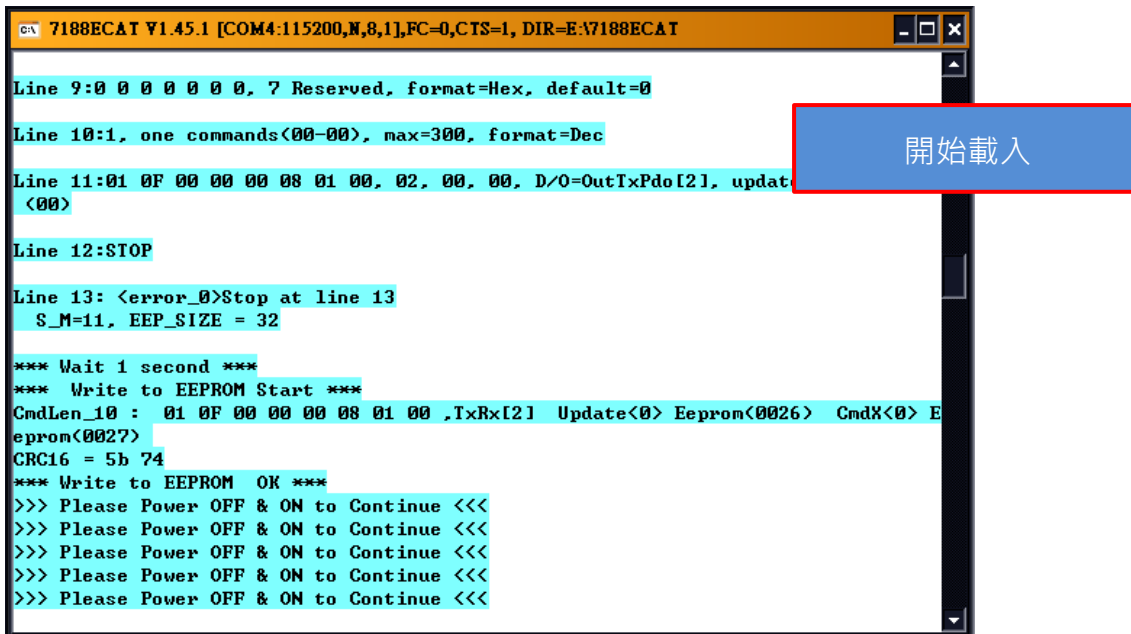 7188ECAT V1.45.1 [COM4:115200,N,8,1],FC=0,CTS=1, DIR=E:\7188ECAT
Line 9:0 0 0 0 0 0 0, 7 Reserved, format=Hex, default=0
開始載入
Line 10:1, one commands(00-00), max=300, format=Dec
Line 11:01 0F 00 00 00 08 01 00, 02, 00, 00, D/O=OutTxPdo[2], updat
(00)
Line 12:STOP
Line 13: <error_0>Stop at line 13
S_M=11, EEP_SIZE = 32
*** Wait 1 second ***
***  Write to EEPROM Start ***
CmdLen_10 :  01 0F 00 00 00 08 01 00 ,TxRx[2]  Update<0> Eeprom(0026)  CmdX<0> E
eprom(0027)
CRC16 = 5b 74
*** Write to EEPROM  OK ***
>>> Please Power OFF & ON to Continue <<<
>>> Please Power OFF & ON to Continue <<<
>>> Please Power OFF & ON to Continue <<<
>>> Please Power OFF & ON to Continue <<<
>>> Please Power OFF & ON to Continue <<<